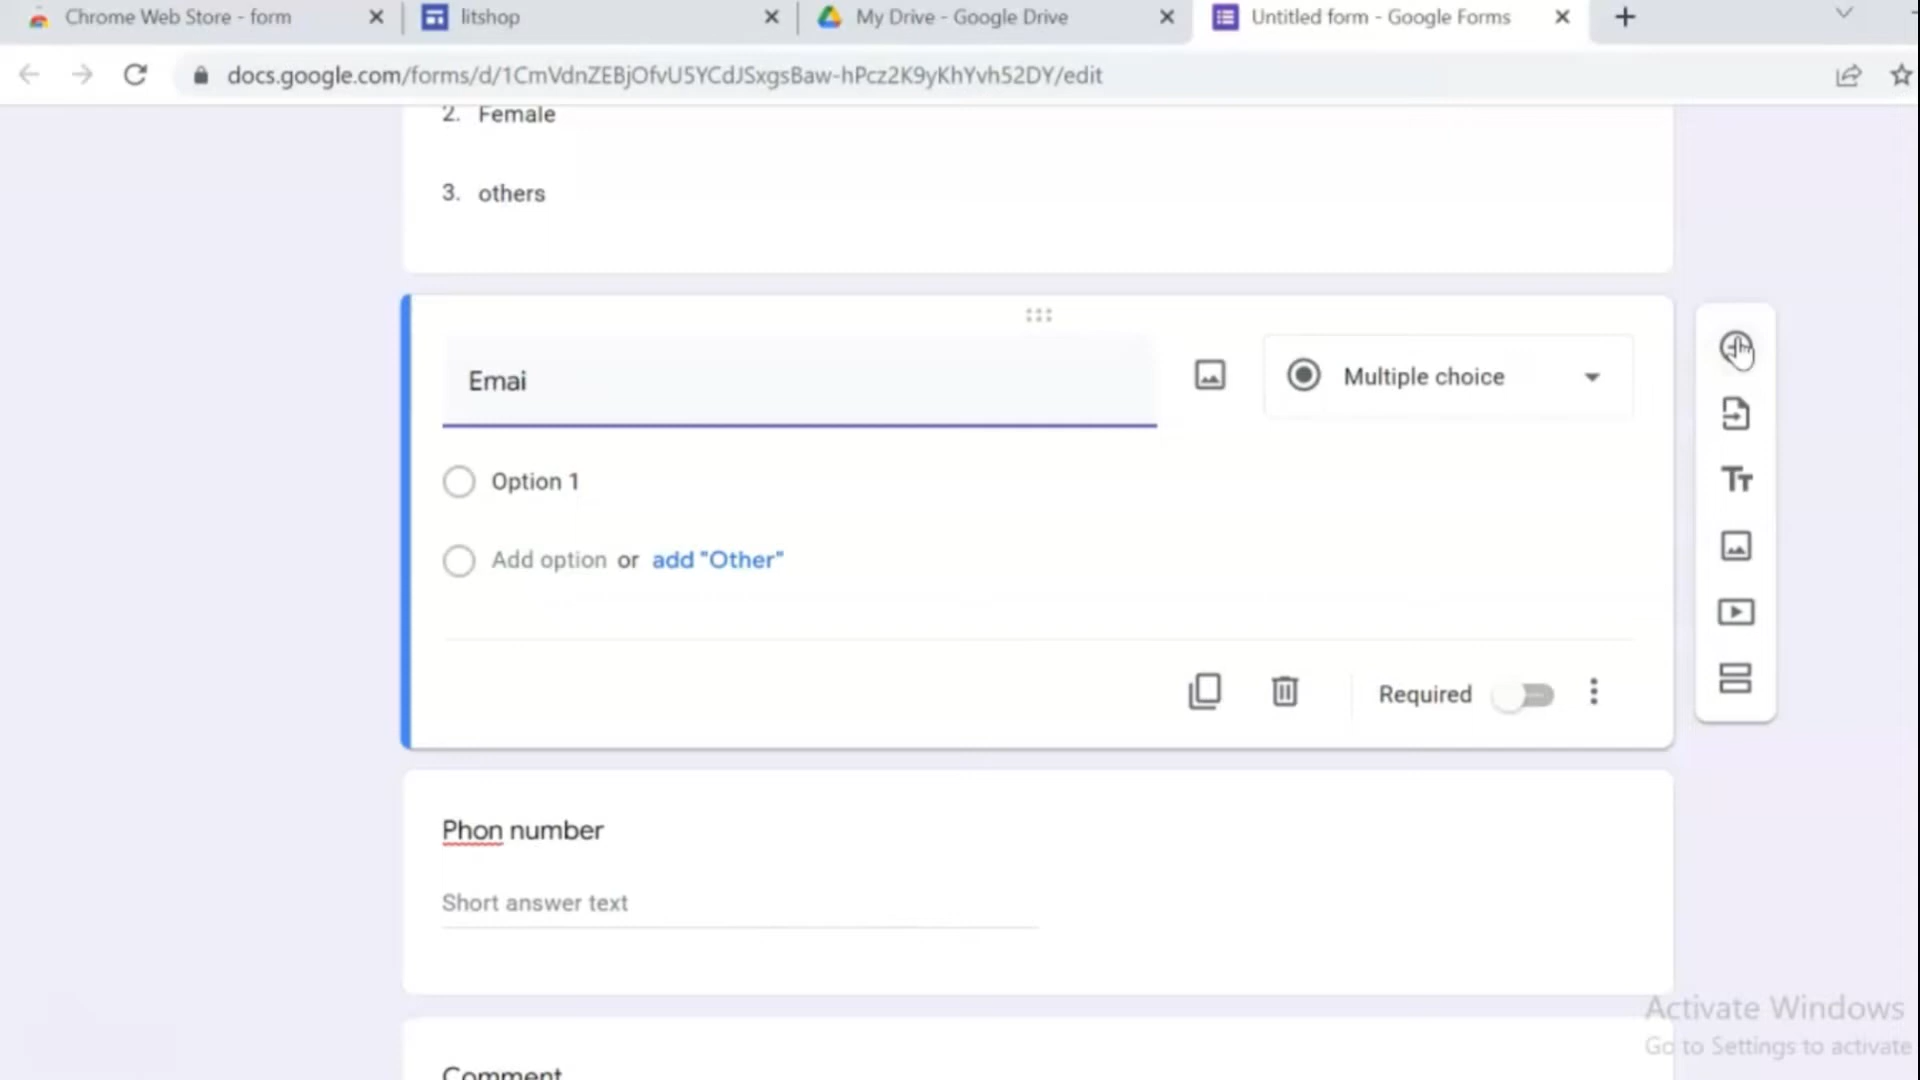 Chrome Web Store - form
litshop
My Drive - Google Drive
Untitled form - Google Forms
docs.google.com/forms/d/1CmVdnZEBjOfvU5YCdJSxgsBaw-hPcz2K9yKhYvh52DY/edit
2. Female
3. others
Emai
Multiple choice
Option 1
Add option or add "Other"
Required
Phon number
Short answer text
Comment
Activate Windows
Go to Settings to activate